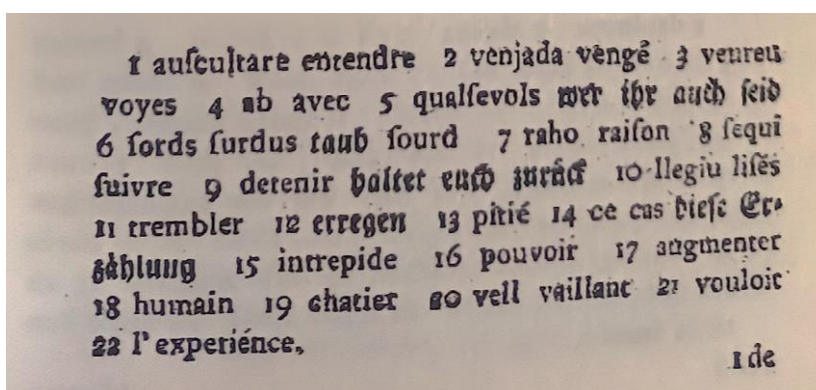 1 auſcultare entendre 2 venjada vengé 3 veureu
voyes 4 ab avec 5 qualſevols wer ihr auch ſeid
6 ſords ſurdus taub ſourd 7 raho raiſon 8 ſequi
ſuivre 9 detenir haltet euch zurück 10 llegiu liſés
11 trembler 12 erregen 13 pitié 14 ce cas dieſe Er⸗
zählung 15 intrepide 16 pouvoir 17 augmenter
18 humain 19 chatier 20 vell vaillant 21 vouloir
22 l' experiénce,
1 de